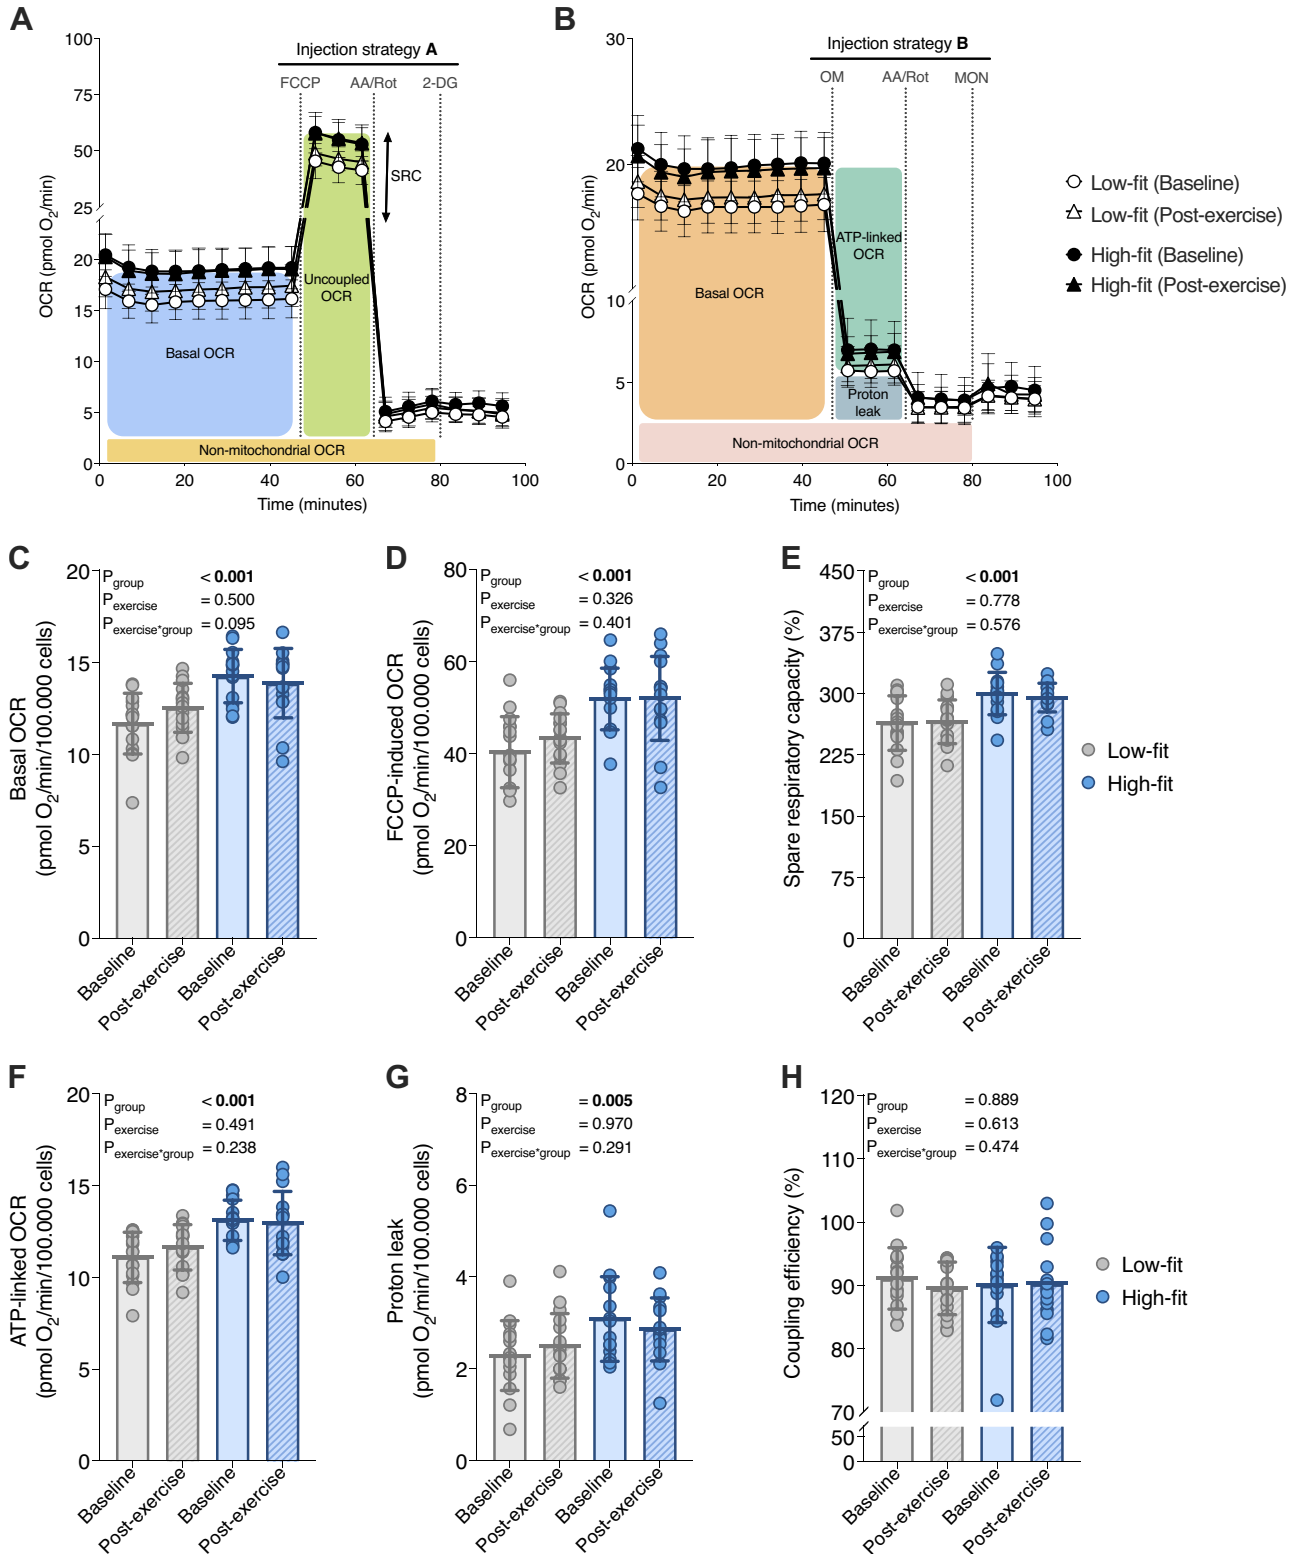 A
Injection strategy A
FCCP
AA/Rot
2-DG
100
75
50
25
20
15
10
5
0
OCR (pmol O2/min)
SRC
Uncoupled
OCR
Basal OCR
Non-mitochondrial OCR
0
20
40
60
80
100
Time (minutes)
B
Injection strategy B
OM
AA/Rot
MON
30
20
10
5
0
OCR (pmol O2/min)
ATP-linked
OCR
Basal OCR
Proton
leak
Non-mitochondrial OCR
0
20
40
60
80
100
Time (minutes)
Low-fit (Baseline)
Low-fit (Post-exercise)
High-fit (Baseline)
High-fit (Post-exercise)
C
Pgroup < 0.001
Pexercise = 0.500
Pexercise*group = 0.095
20
15
10
5
0
Basal OCR
(pmol O2/min/100.000 cells)
Baseline
Post-exercise
Baseline
Post-exercise
D
Pgroup < 0.001
Pexercise = 0.326
Pexercise*group = 0.401
80
60
40
20
0
FCCP-induced OCR
(pmol O2/min/100.000 cells)
Baseline
Post-exercise
Baseline
Post-exercise
E
Pgroup < 0.001
Pexercise = 0.778
Pexercise*group = 0.576
450
375
300
225
150
75
0
Spare respiratory capacity (%)
Baseline
Post-exercise
Baseline
Post-exercise
Low-fit
High-fit
F
Pgroup < 0.001
Pexercise = 0.491
Pexercise*group = 0.238
20
15
10
5
0
ATP-linked OCR
(pmol O2/min/100.000 cells)
Baseline
Post-exercise
Baseline
Post-exercise
G
Pgroup = 0.005
Pexercise = 0.970
Pexercise*group = 0.291
8
6
4
2
0
Proton leak
(pmol O2/min/100.000 cells)
Baseline
Post-exercise
Baseline
Post-exercise
H
Pgroup = 0.889
Pexercise = 0.613
Pexercise*group = 0.474
120
110
100
90
80
70
50
0
Coupling efficiency (%)
Baseline
Post-exercise
Baseline
Post-exercise
Low-fit
High-fit